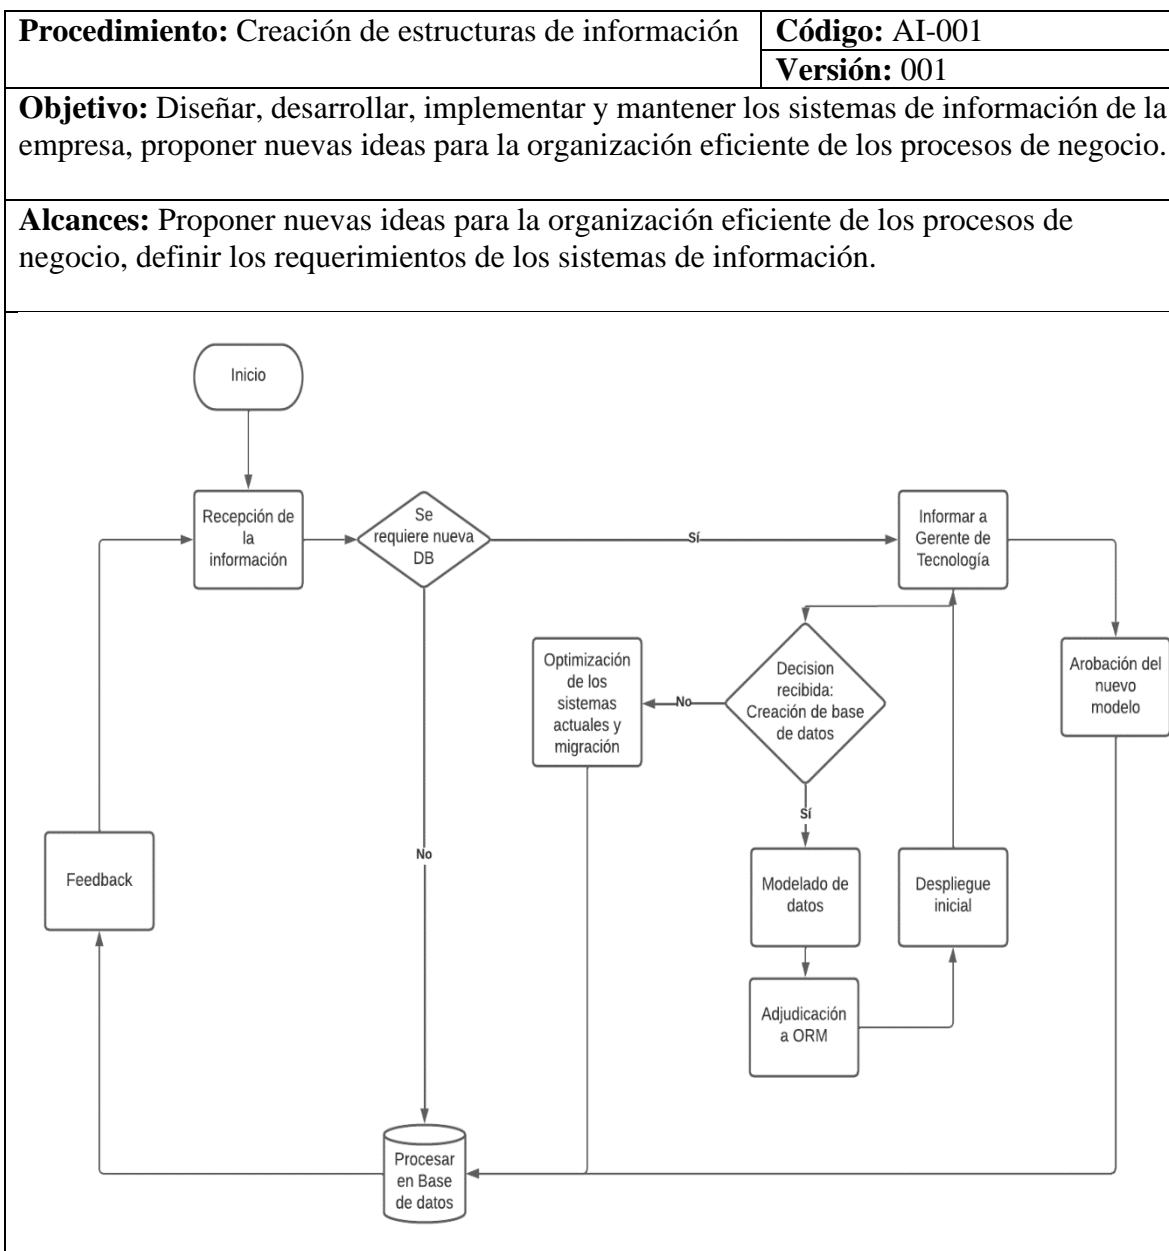 Procedimiento: Creación de estructuras de información
Código: AI-001
Versión: 001
Objetivo: Diseñar, desarrollar, implementar y mantener los sistemas de información de la
empresa, proponer nuevas ideas para la organización eficiente de los procesos de negocio.
Alcances: Proponer nuevas ideas para la organización eficiente de los procesos de
negocio, definir los requerimientos de los sistemas de información.
Inicio
Recepción de
la
información
Se
requiere nueva
DB
Sí
Informar a
Gerente de
Tecnología
Optimización
de los
sistemas
actuales y
migración
No
Decision
recibida:
Creación de base
de datos
Arobación del
nuevo
modelo
Sí
No
Feedback
Modelado de
datos
Despliegue
inicial
Adjudicación
a ORM
Procesar
en Base
de datos